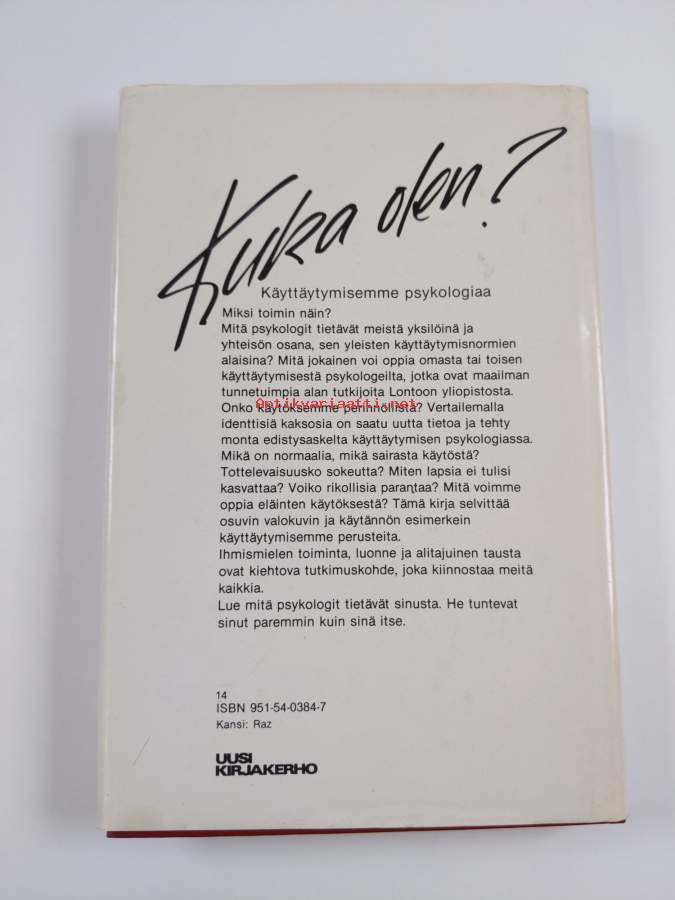 Kuka olen?
Käyttäytymisemme psykologiaa
Miksi toimin näin?
Mitä psykologit tietävät meistä yksilöinä ja
yhteisön osana, sen yleisten käyttäytymisnormien
alaisina? Mitä jokainen voi oppia omasta tai toisen
käyttäytymisestä psykologeilta, jotka ovat maailman
tunnetuimpia alan tutkijoita Lontoon yliopistosta.
Antikvariaatti.net
Onko käytöksemme perinnöllistä? Vertailemalla
identtisiä kaksosia on saatu uutta tietoa ja tehty
monta edistysaskelta käyttäytymisen psykologiassa.
Mikä on normaalia, mikä sairasta käytöstä?
Tottelevaisuusko sokeutta? Miten lapsia ei tulisi
kasvattaa? Voiko rikollisia parantaa? Mitä voimme
oppia eläinten käytöksestä? Tämä kirja selvittää
osuvin valokuvin ja käytännön esimerkein
käyttäytymisemme perusteita.
Ihmismielen toiminta, luonne ja alitajuinen tausta
ovat kiehtova tutkimuskohde, joka kiinnostaa meitä
kaikkia.
Lue mitä psykologit tietävät sinusta. He tuntevat
sinut paremmin kuin sinä itse.
14
ISBN 951-54-0384-7
Kansi: Raz
UUSI
KIRJAKERHO